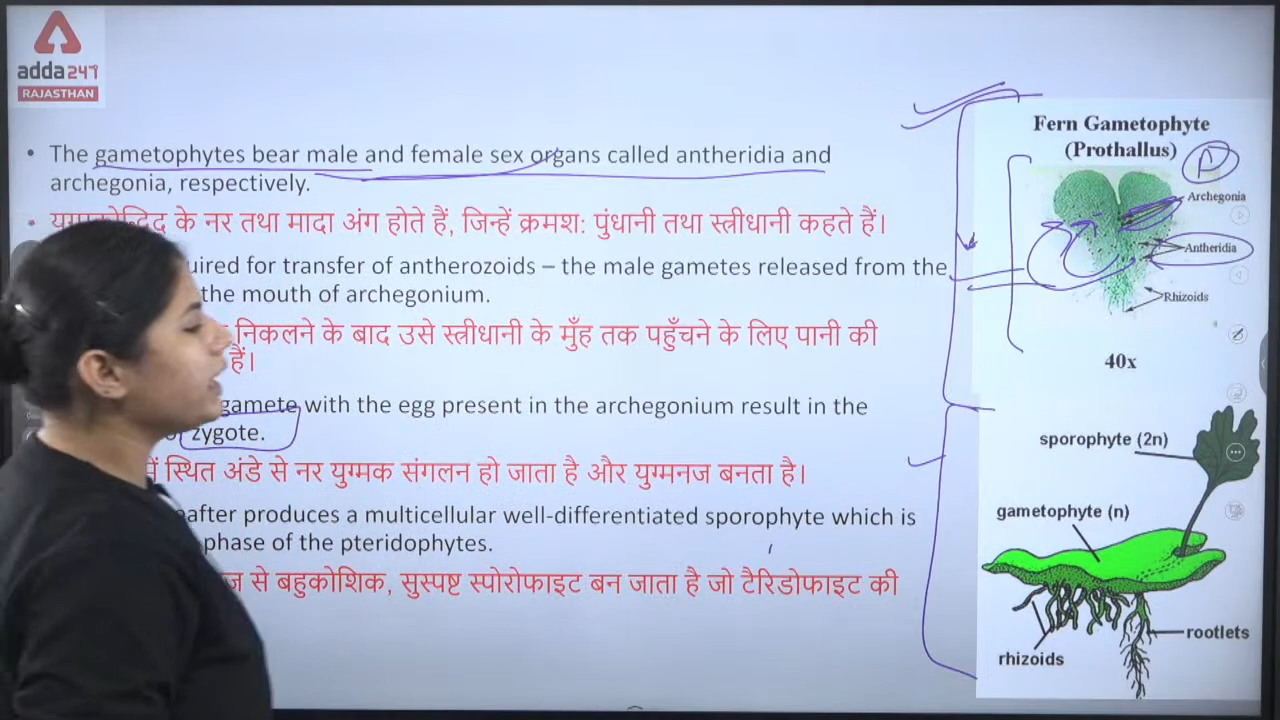 adda247
RAJASTHAN
• The gametophytes bear male and female sex organs called antheridia and
archegonia, respectively.
• के नर तथा मादा अंग होते हैं, जिन्हें क्रमश: पुंधानी तथा स्त्रीधानी कहते हैं।
for transfer of antherozoids – the male gametes released from the
the mouth of archegonium.
निकलने के बाद उसे स्त्रीधानी के मुँह तक पहुँचने के लिए पानी की
हैं।
gamete with the egg present in the archegonium result in the
zygote.
में स्थित अंडे से नर युग्मक संगलन हो जाता है और युग्मनज बनता है।
produces a multicellular well-differentiated sporophyte which is
phase of the pteridophytes.
से बहुकोशिक, सुस्पष्ट स्पोरोफाइट बन जाता है जो टैरिडोफाइट की
Fern Gametophyte
(Prothallus)
Archegonia
Antheridia
Rhizoids
40x
sporophyte (2n)
gametophyte (n)
rootlets
rhizoids